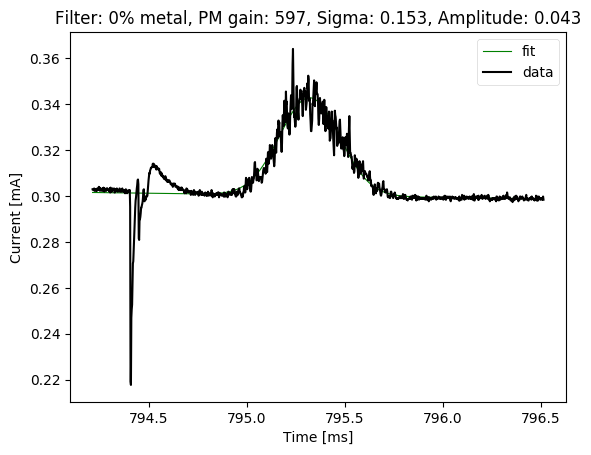 Filter: 0% metal, PM gain: 597, Sigma: 0.153, Amplitude: 0.043
fit
data
0.36
0.34
0.32
0.30
0.28
0.26
0.24
0.22
Current [mA]
794.5 795.0 795.5 796.0 796.5
Time [ms]